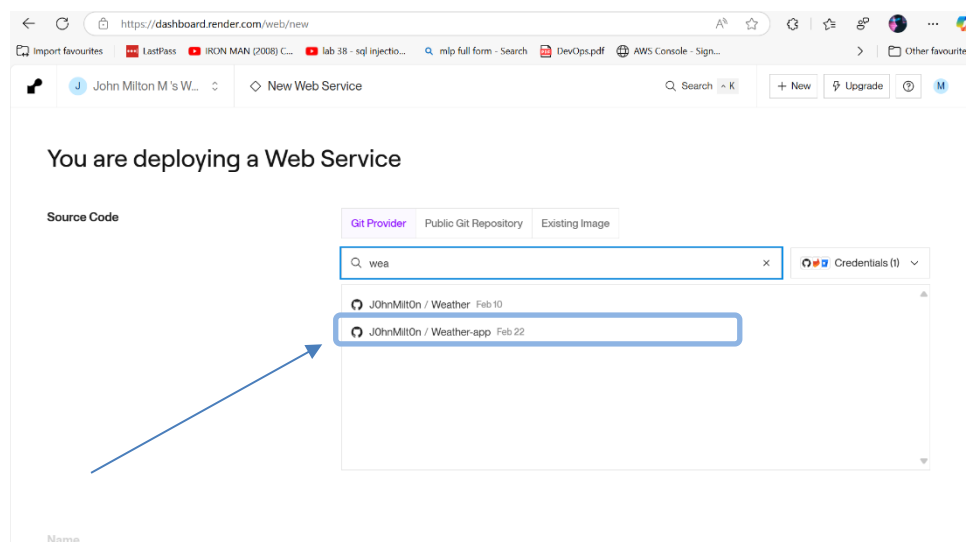 https://dashboard.render.com/web/new
Import favourites LastPass IRON MAN (2008) C... lab 38 - sql injectio... mlp full form - Search DevOps.pdf AWS Console - Sign... Other favourite
J John Milton M 's W... New Web Service Search ^ K + New Upgrade M
You are deploying a Web Service
Source Code
Git Provider Public Git Repository Existing Image
wea Credentials (1)
J0hnMilt0n / Weather Feb 10
J0hnMilt0n / Weather-app Feb 22
Name